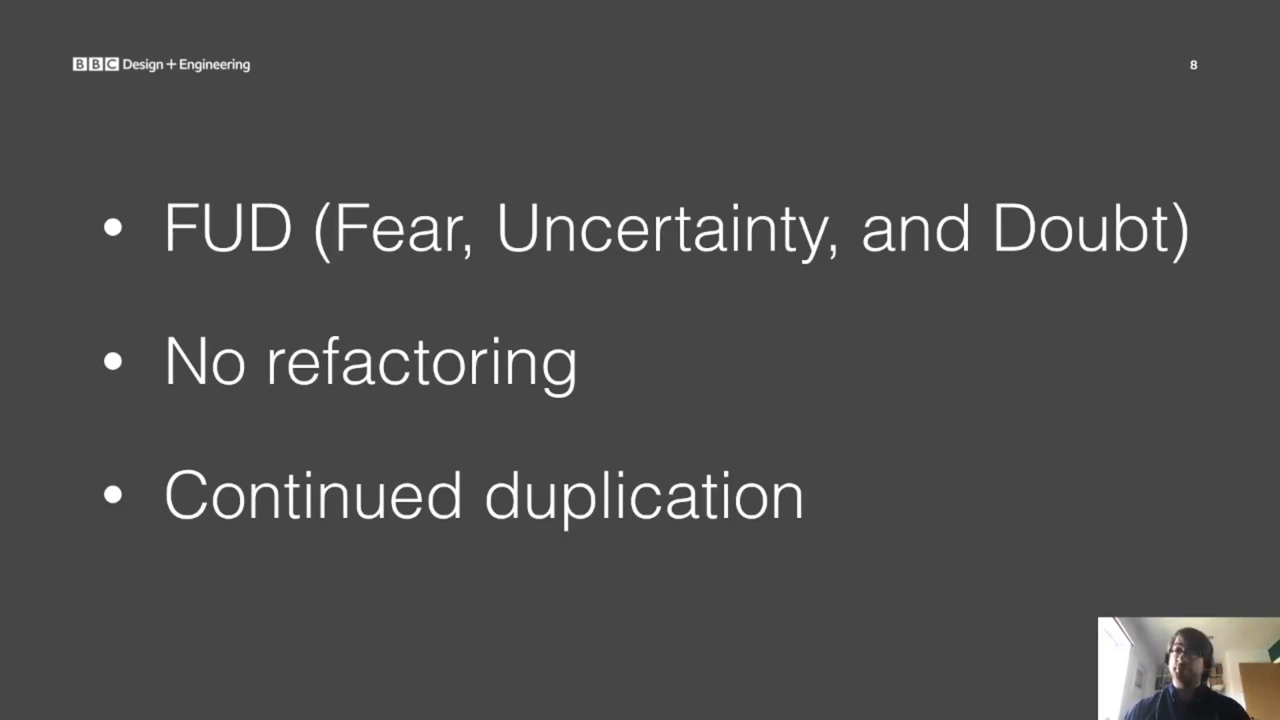 BBC Design + Engineering
8
• FUD (Fear, Uncertainty, and Doubt)
• No refactoring
• Continued duplication